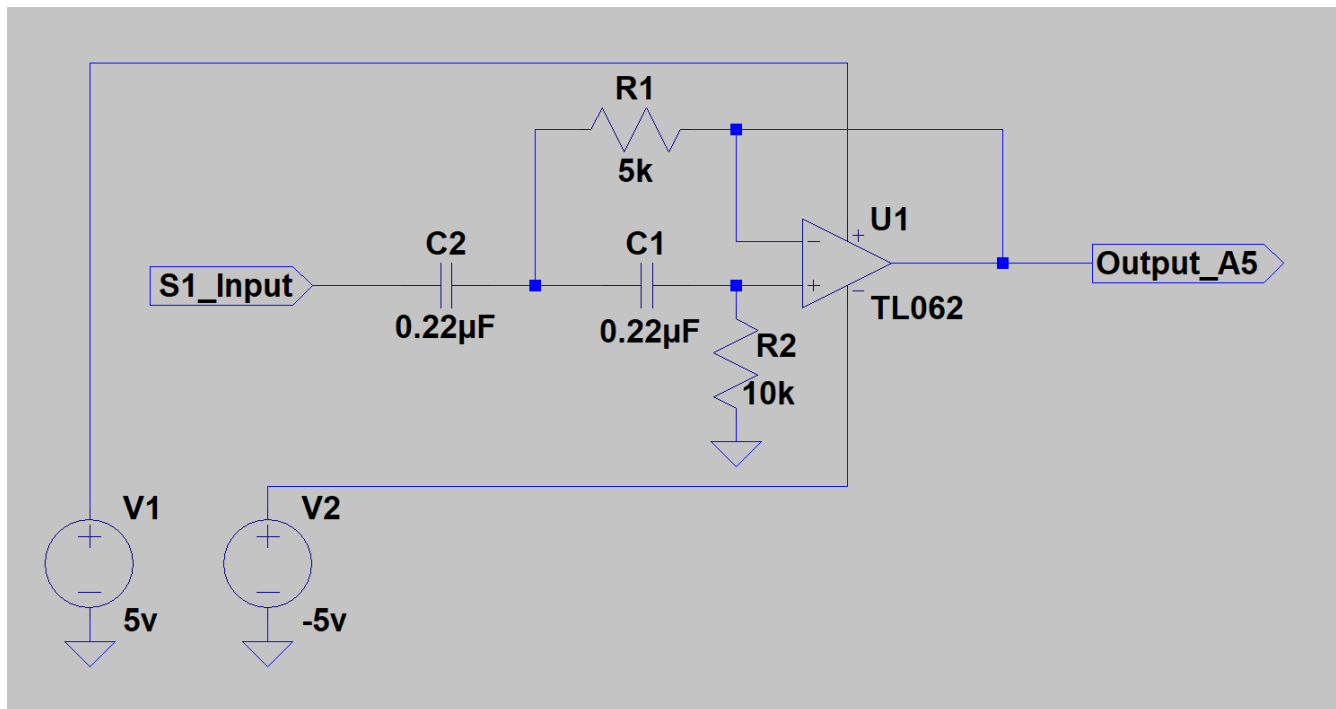 R1
5k
U1
C2
C1
S1_Input
Output_A5
TL062
0.22µF
0.22µF
R2
10k
V1
V2
5v
-5v